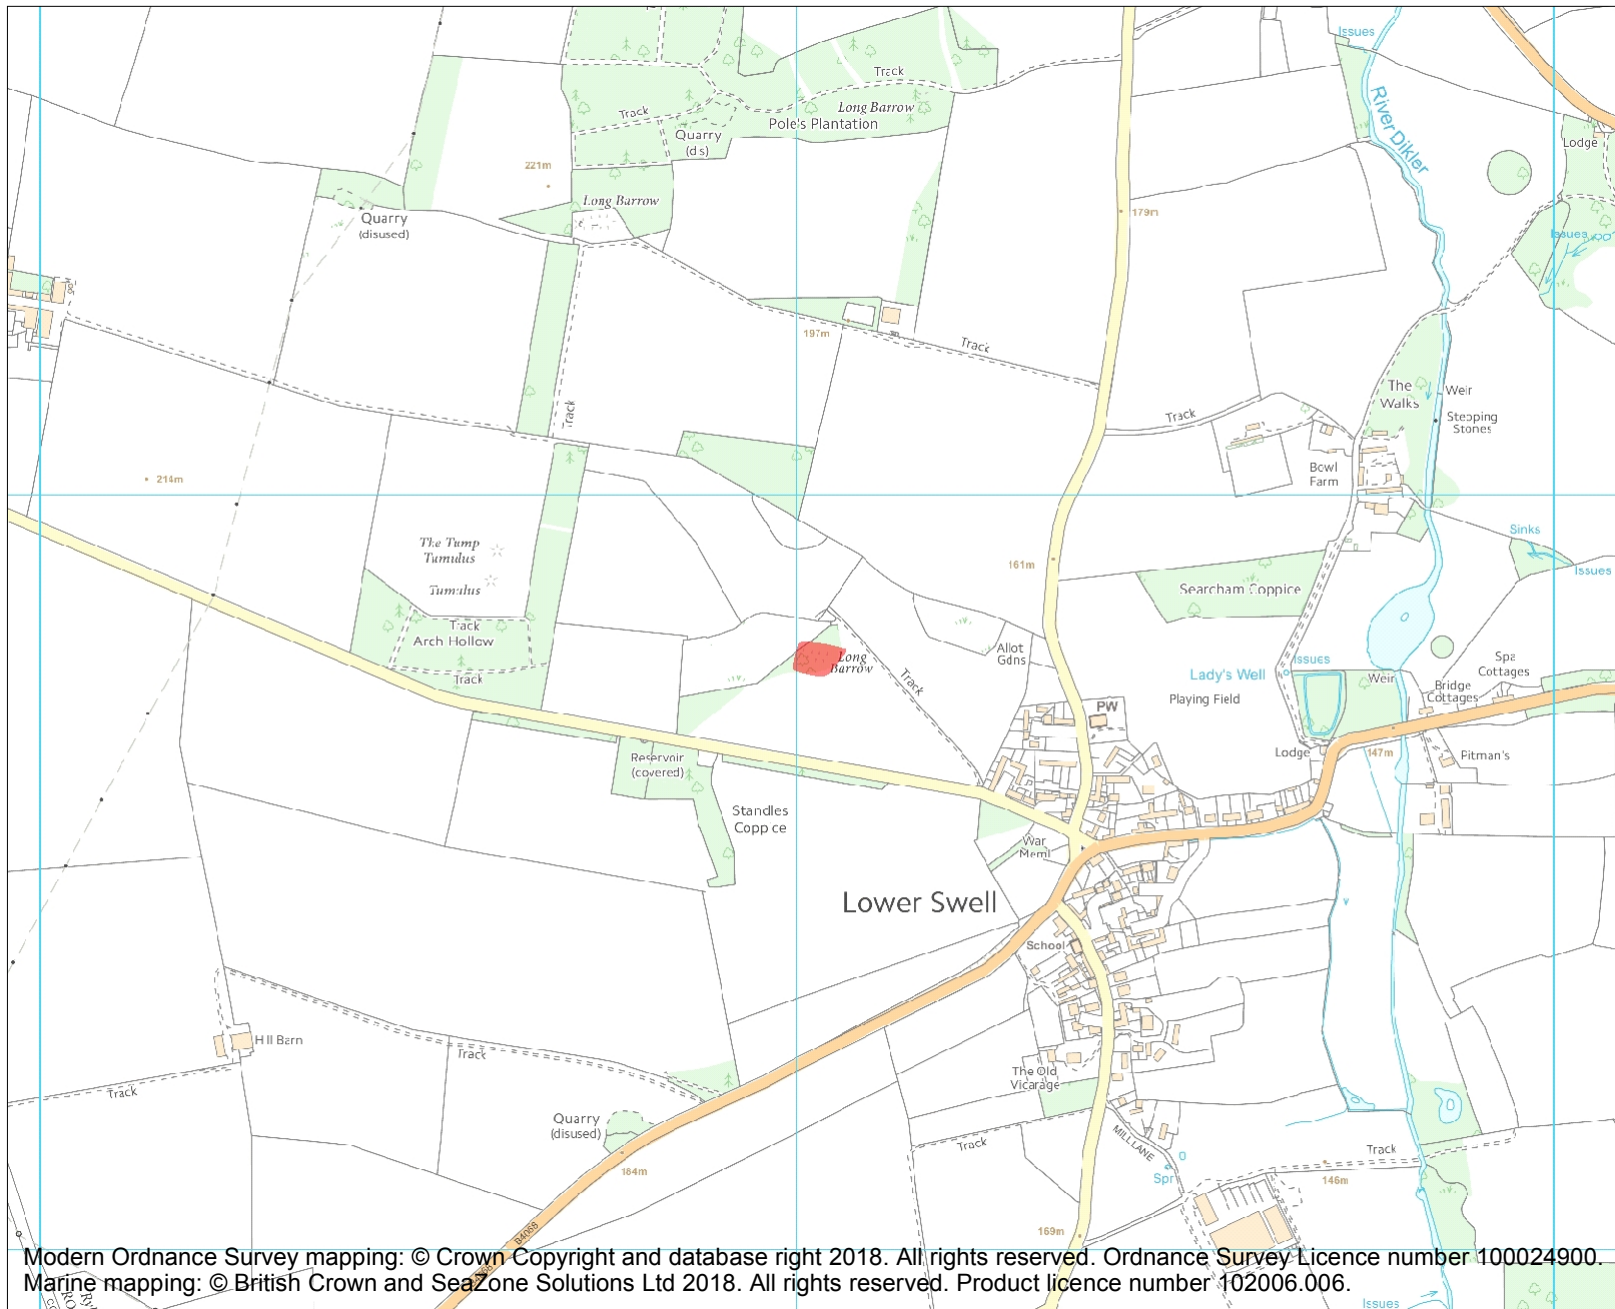 Issues
River Dikler
Lodge
Issues
Track
Long Barrow
Pole's Plantation
Track
Quarry
(dis)
221m
Long Barrow
Quarry
(disused)
179m
197m
Track
Track
Track
The
Walks
Weir
Stepping
Stones
Bowl
Farm
214m
Sinks
Issues
The Tump
Tumulus
Tumulus
161m
Searcham Coppice
Track
Arch Hollow
Track
Long
Barrow
Track
Allot
Gdns
Issues
Lady's Well
Playing Field
Weir
Spa
Cottages
Bridge
Cottages
PW
Lodge
147m
Pitman's
Reservoir
(covered)
Standles
Coppice
War
Meml
Lower Swell
School
Hill Barn
Track
Track
The Old
Vicarage
Quarry
(disused)
184m
Track
MILL LANE
Spr
Track
146m
169m
B4068
Modern Ordnance Survey mapping: © Crown Copyright and database right 2018. All rights reserved. Ordnance Survey Licence number 100024900.
Marine mapping: © British Crown and SeaZone Solutions Ltd 2018. All rights reserved. Product licence number 102006.006.
Issues